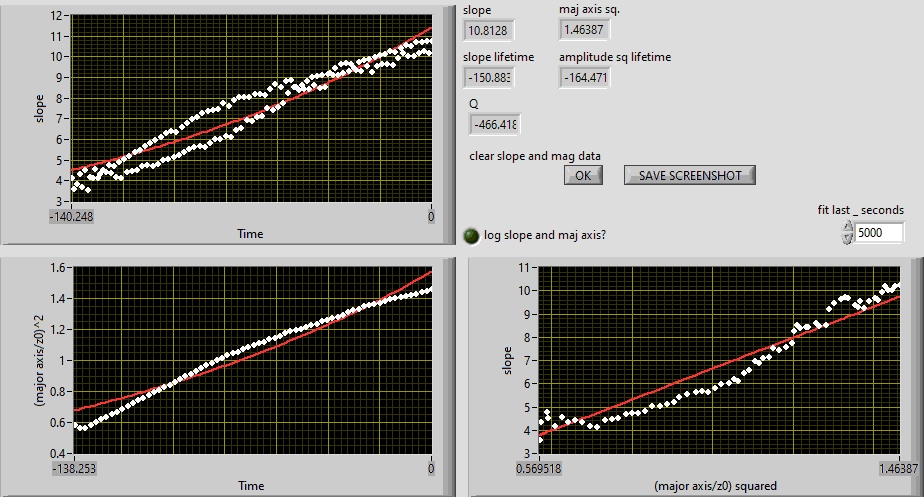 slope
maj axis sq.
10.8128
1.46387
slope lifetime
amplitude sq lifetime
-150.883
-164.471
Q
-466.418
clear slope and mag data
OK
SAVE SCREENSHOT
fit last _ seconds
log slope and maj axis?
5000
12
11
10
9
8
7
6
5
4
3
slope
-140.248
0
Time
1.6
1.4
1.2
1
0.8
0.6
0.4
(major axis/z0)^2
-138.253
0
Time
11
10
9
8
7
6
5
4
3
slope
0.569518
1.46387
(major axis/z0) squared